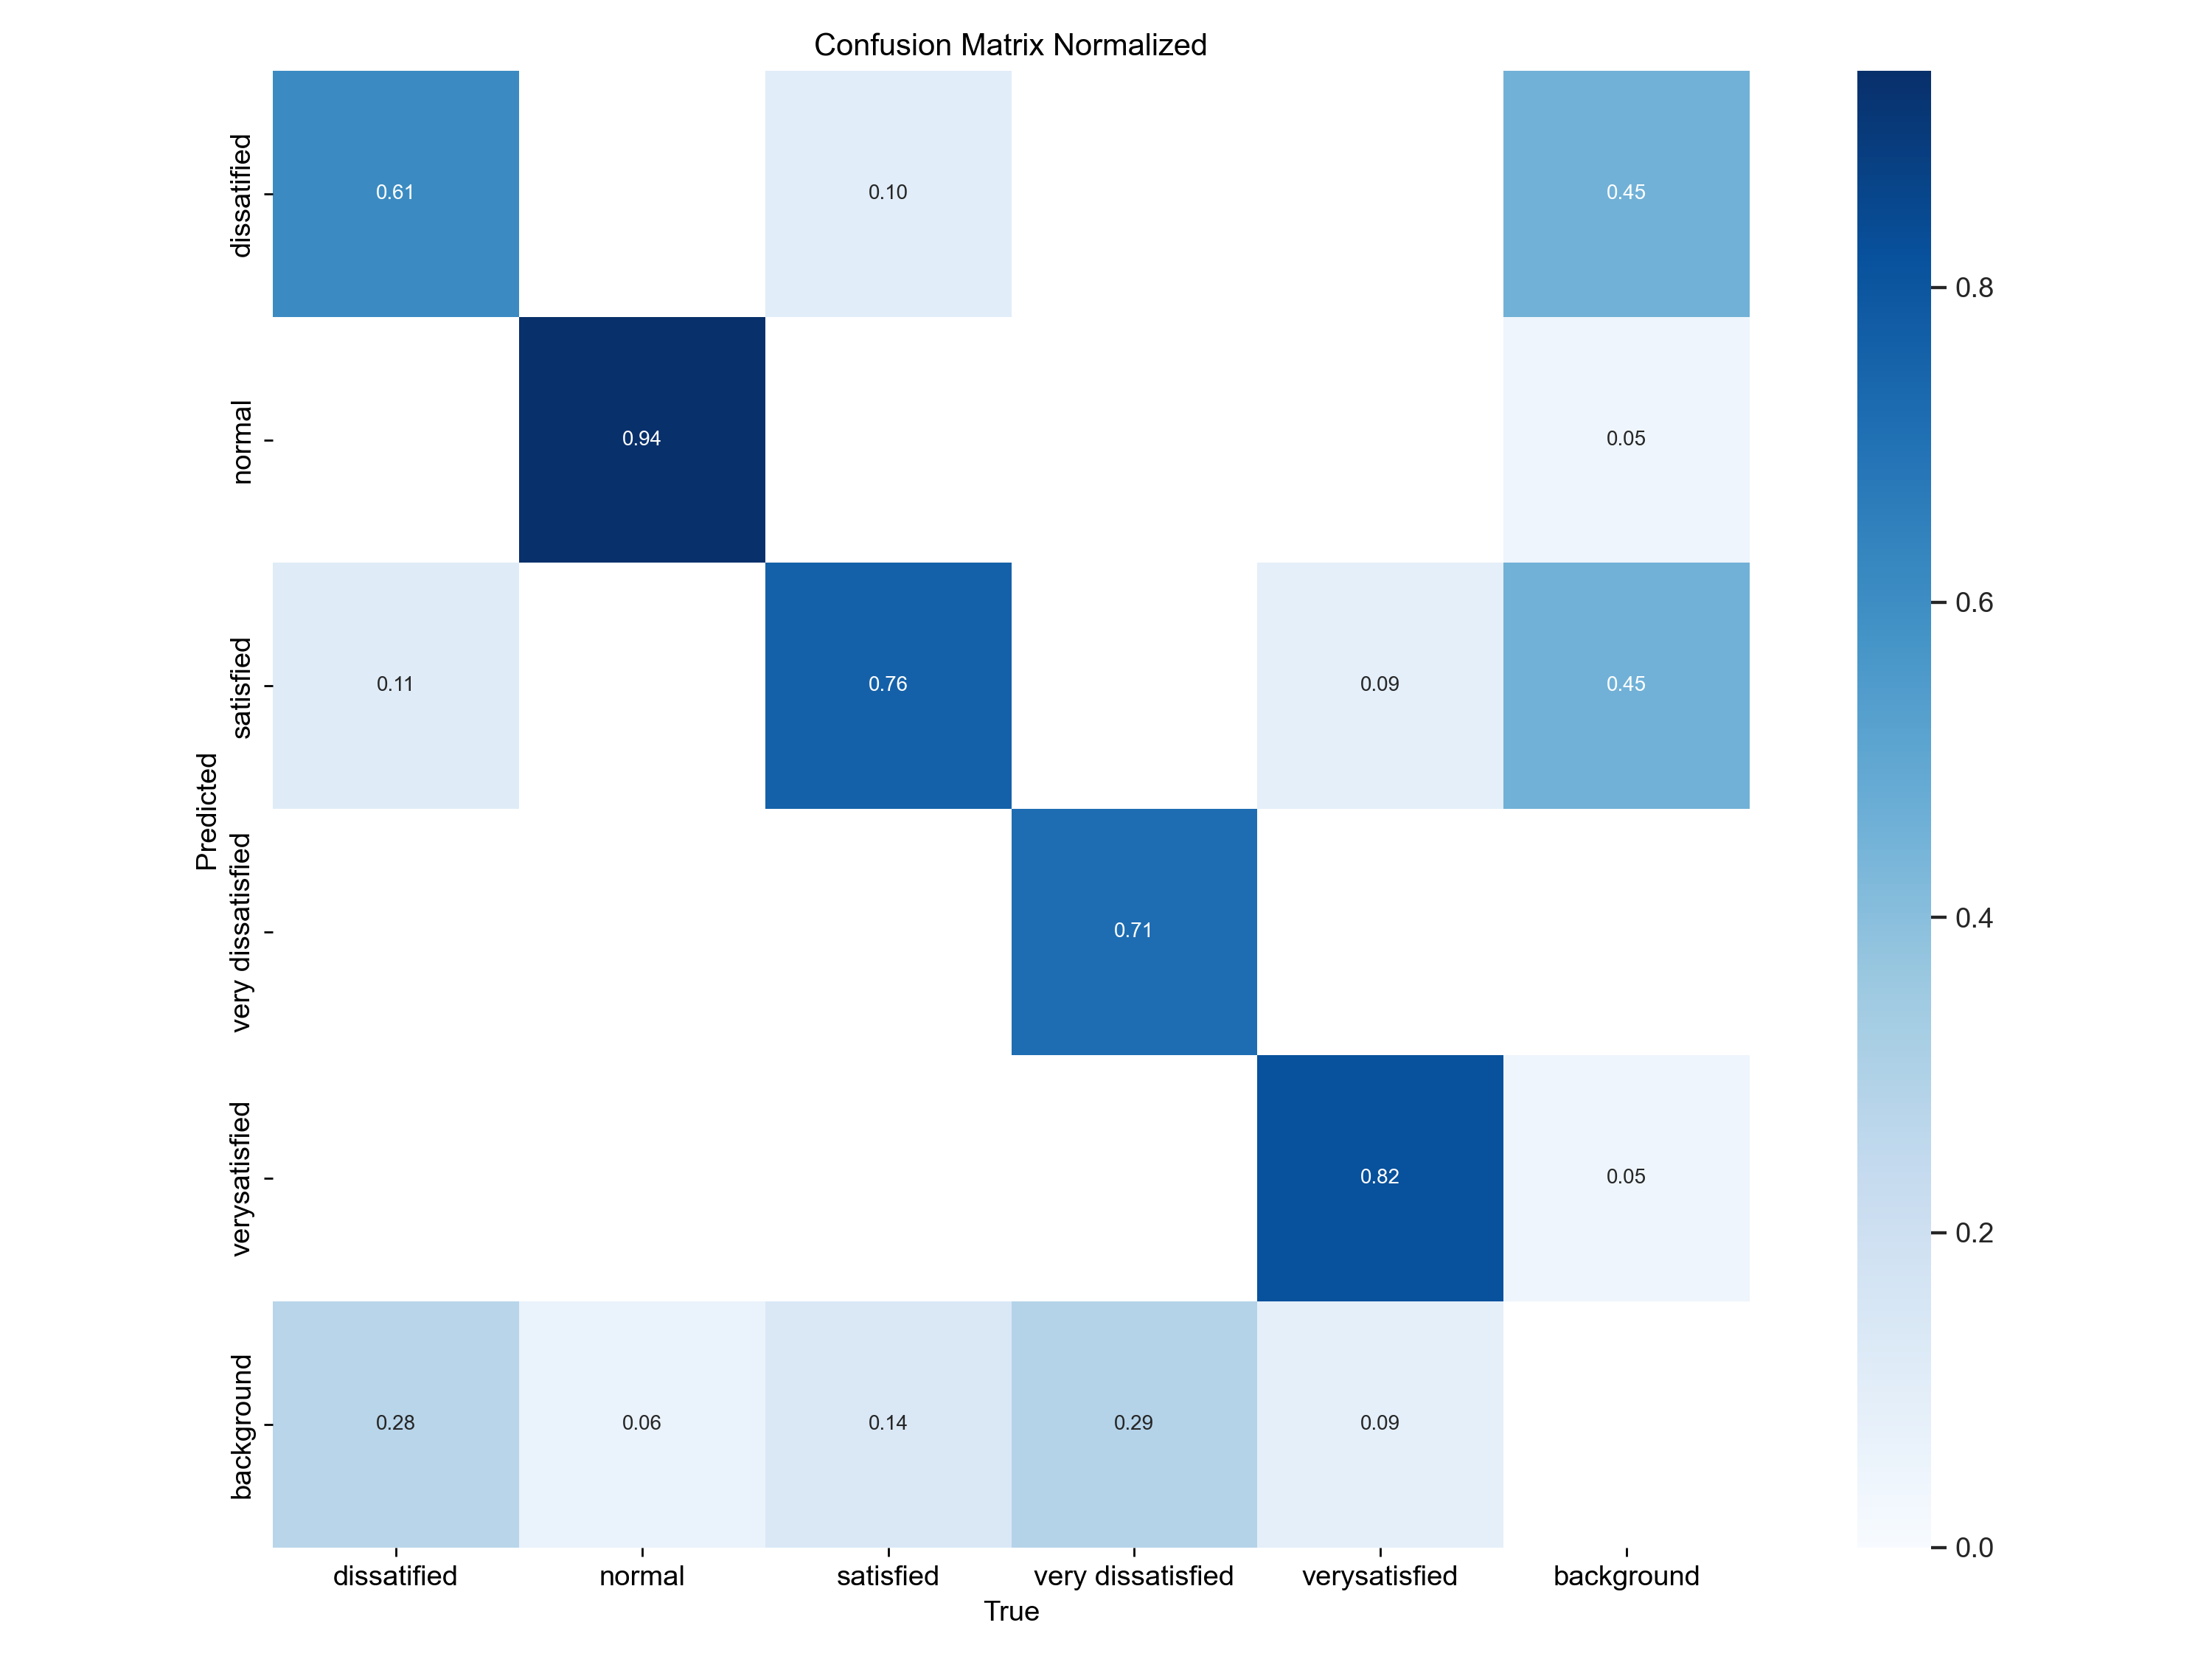 Confusion Matrix Normalized
dissatified
0.61
0.10
0.45
0.8
normal
0.94
0.05
0.6
satisfied
0.11
0.76
0.09
0.45
Predicted
very dissatisfied
0.71
0.4
verysatisfied
0.82
0.05
0.2
background
0.28
0.06
0.14
0.29
0.09
0.0
dissatified normal satisfied very dissatisfied verysatisfied background
True